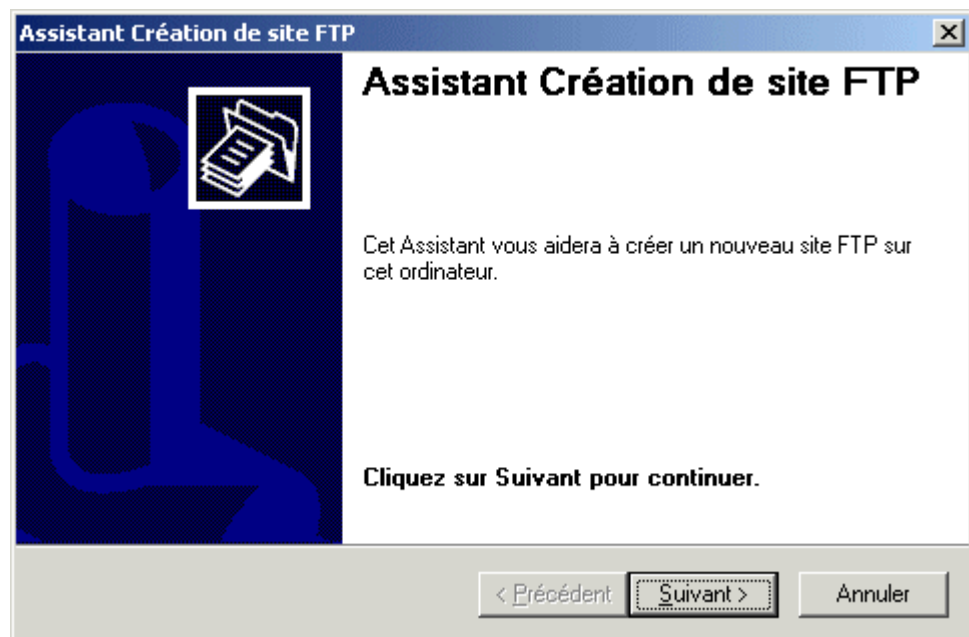 Assistant Création de site FTP
Assistant Création de site FTP
Cet Assistant vous aidera à créer un nouveau site FTP sur
cet ordinateur.
Cliquez sur Suivant pour continuer.
< Précédent Suivant > Annuler